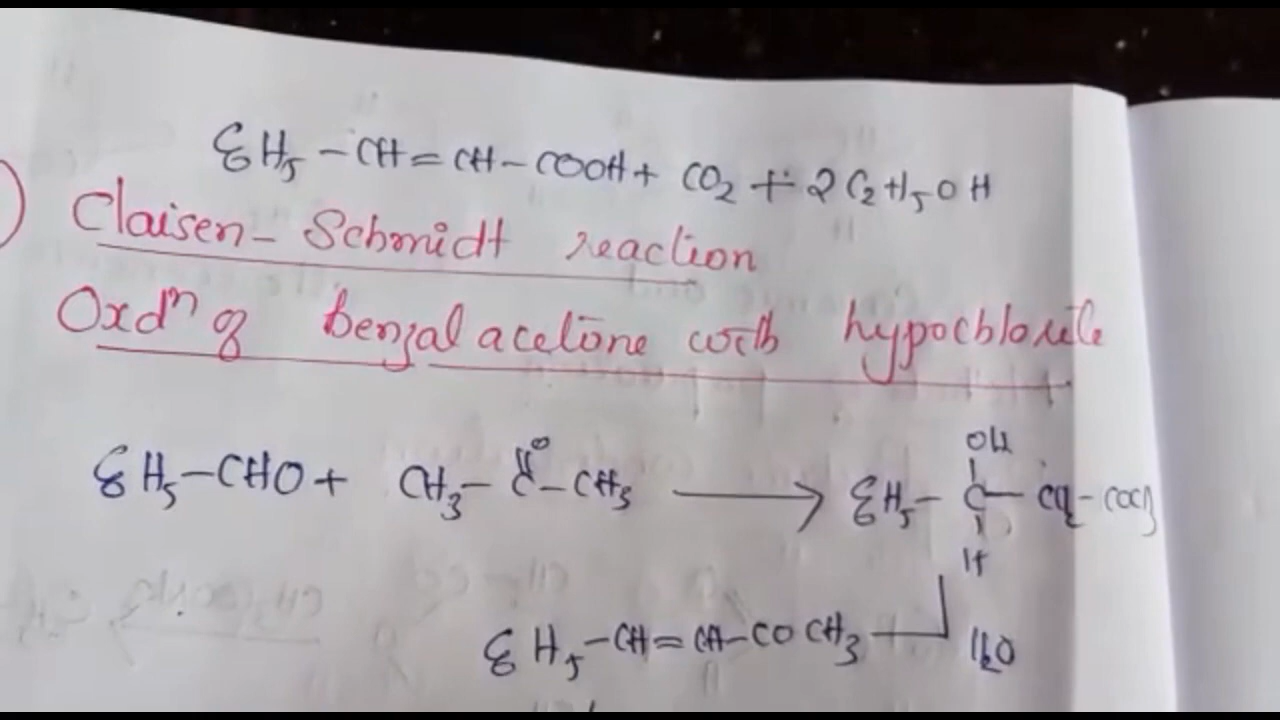 C6H5-CH=CH-COOH+ CO2 + 2C2H5OH
Claisen-Schmidt reaction
Oxdn of benzalacetone with hypochlorite
O OH
C6H5-CHO+ CH3-C-CH3 → C6H5-C-CH2-COCH3
H
C6H5-CH=CH-COCH3 H2O